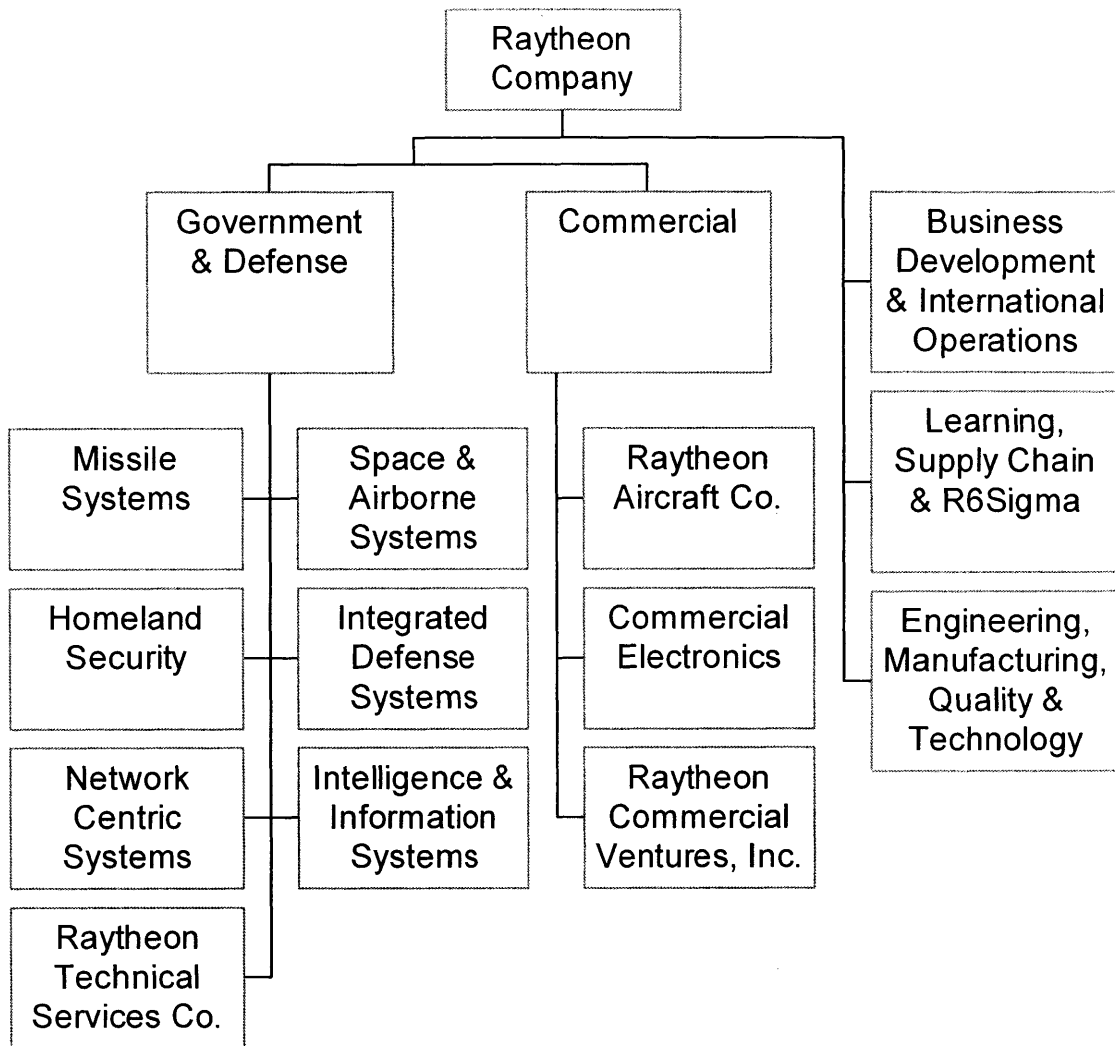 Raytheon
Company
Government
& Defense
Commercial
Business
Development
& International
Operations
Missile
Systems
Space &
Airborne
Systems
Raytheon
Aircraft Co.
Learning,
Supply Chain
& R6Sigma
Homeland
Security
Integrated
Defense
Systems
Commercial
Electronics
Engineering,
Manufacturing,
Quality &
Technology
Network
Centric
Systems
Intelligence &
Information
Systems
Raytheon
Commercial
Ventures, Inc.
Raytheon
Technical
Services Co.